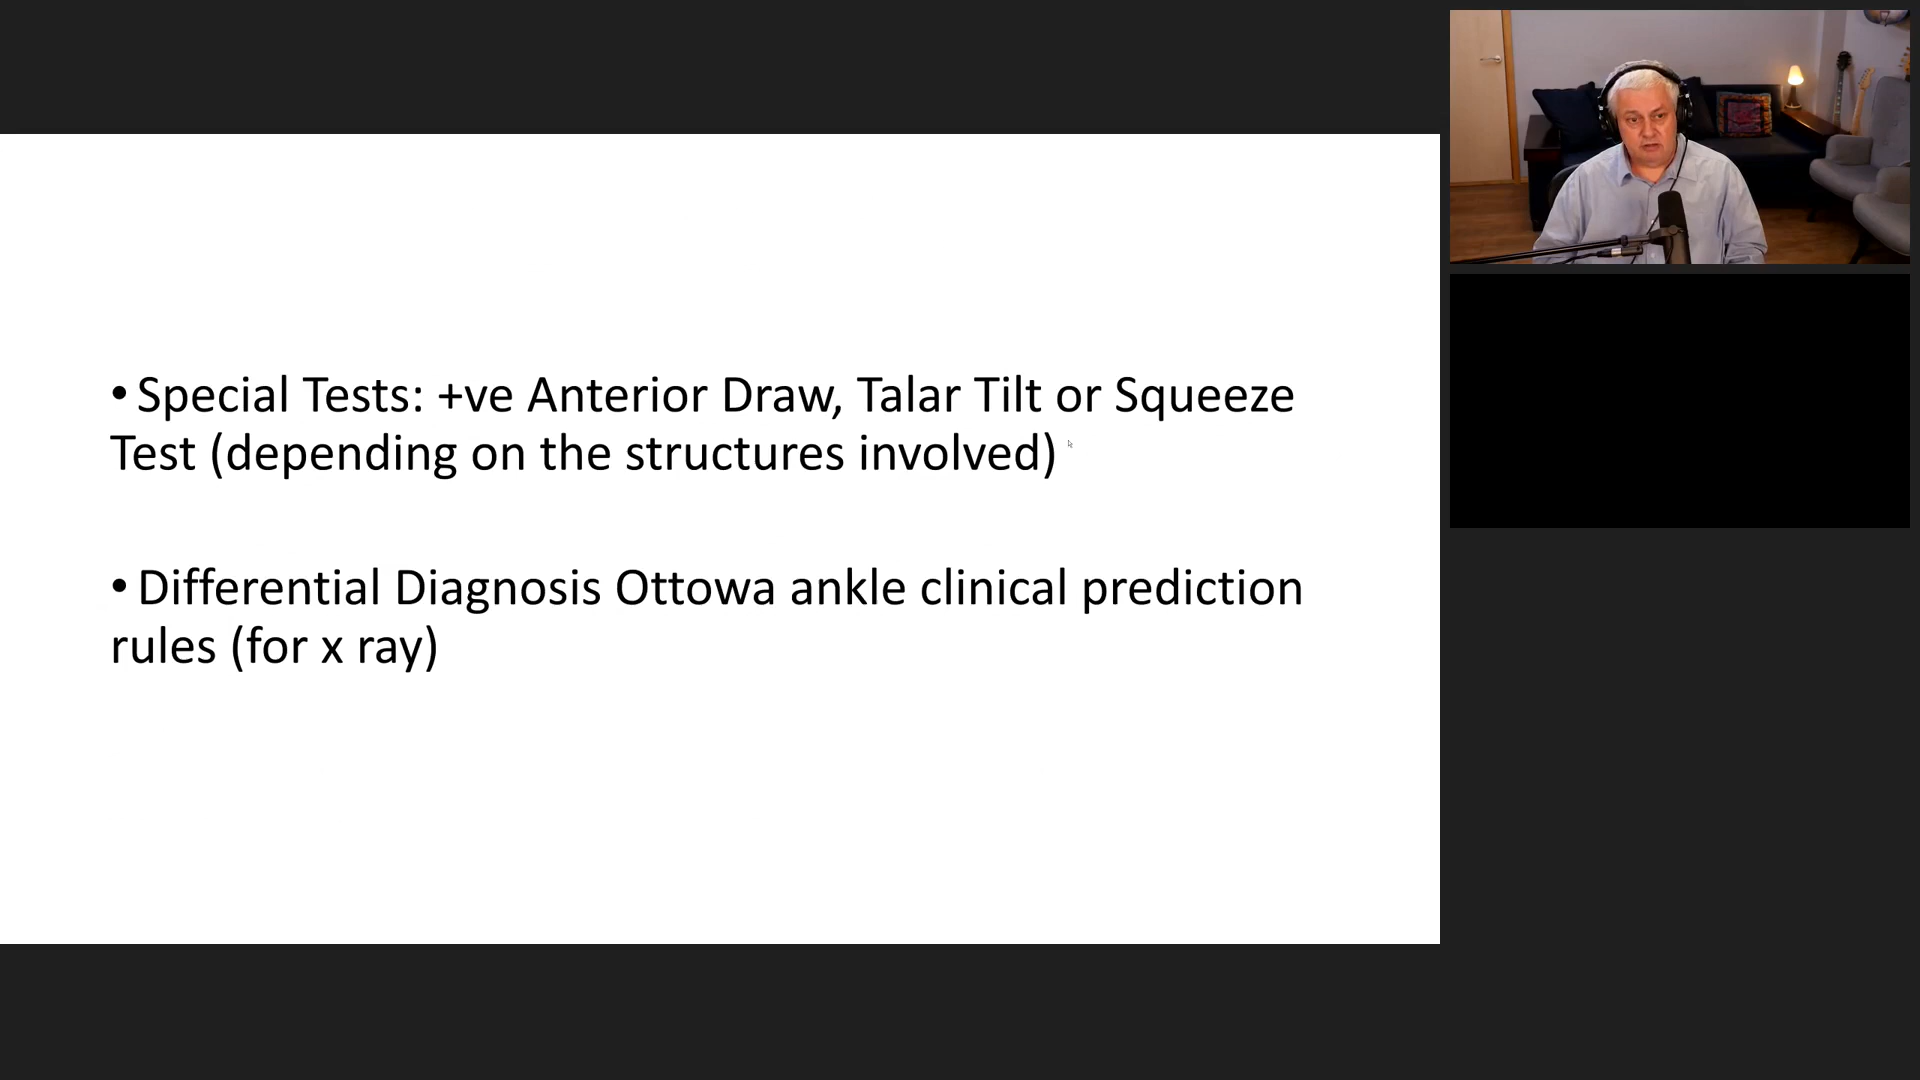 • Special Tests: +ve Anterior Draw, Talar Tilt or Squeeze
Test (depending on the structures involved)
• Differential Diagnosis Ottowa ankle clinical prediction
rules (for x ray)